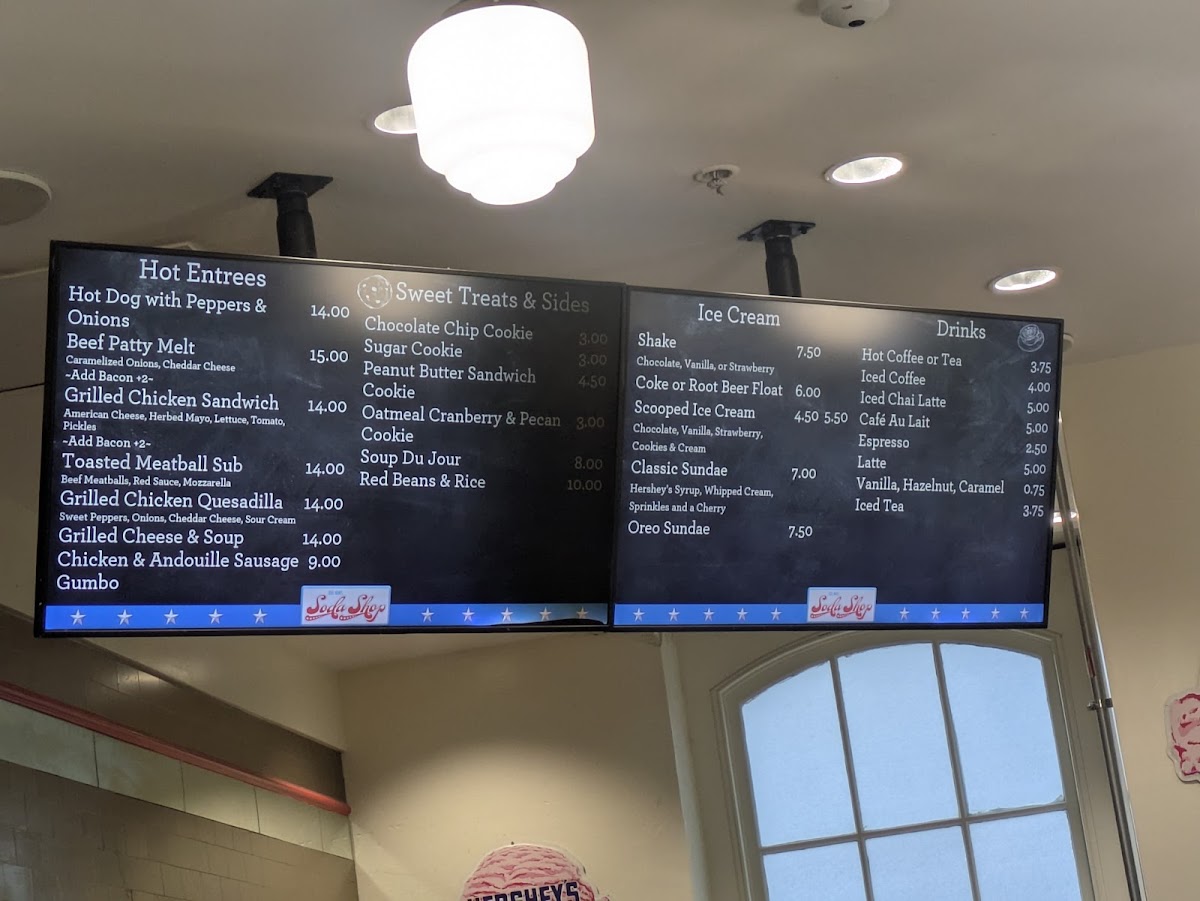 Hot Entrees
Hot Dog with Peppers & 14.00
Onions
Beef Patty Melt 15.00
Caramelized Onions, Cheddar Cheese
~Add Bacon +2~
Grilled Chicken Sandwich 14.00
American Cheese, Herbed Mayo, Lettuce, Tomato,
Pickles
~Add Bacon +2~
Toasted Meatball Sub 14.00
Beef Meatballs, Red Sauce, Mozzarella
Grilled Chicken Quesadilla 14.00
Sweet Peppers, Onions, Cheddar Cheese, Sour Cream
Grilled Cheese & Soup 14.00
Chicken & Andouille Sausage 9.00
Gumbo
Sweet Treats & Sides
Chocolate Chip Cookie 3.00
Sugar Cookie 3.00
Peanut Butter Sandwich 4.50
Cookie
Oatmeal Cranberry & Pecan 3.00
Cookie
Soup Du Jour 8.00
Red Beans & Rice 10.00
Soda Shop
Ice Cream
Shake 7.50
Chocolate, Vanilla, or Strawberry
Coke or Root Beer Float 6.00
Scooped Ice Cream 4.50 5.50
Chocolate, Vanilla, Strawberry,
Cookies & Cream
Classic Sundae 7.00
Hershey's Syrup, Whipped Cream,
Sprinkles and a Cherry
Oreo Sundae 7.50
Drinks
Hot Coffee or Tea 3.75
Iced Coffee 4.00
Iced Chai Latte 5.00
Café Au Lait 5.00
Espresso 2.50
Latte 5.00
Vanilla, Hazelnut, Caramel 0.75
Iced Tea 3.75
Soda Shop
HERSHEY'S